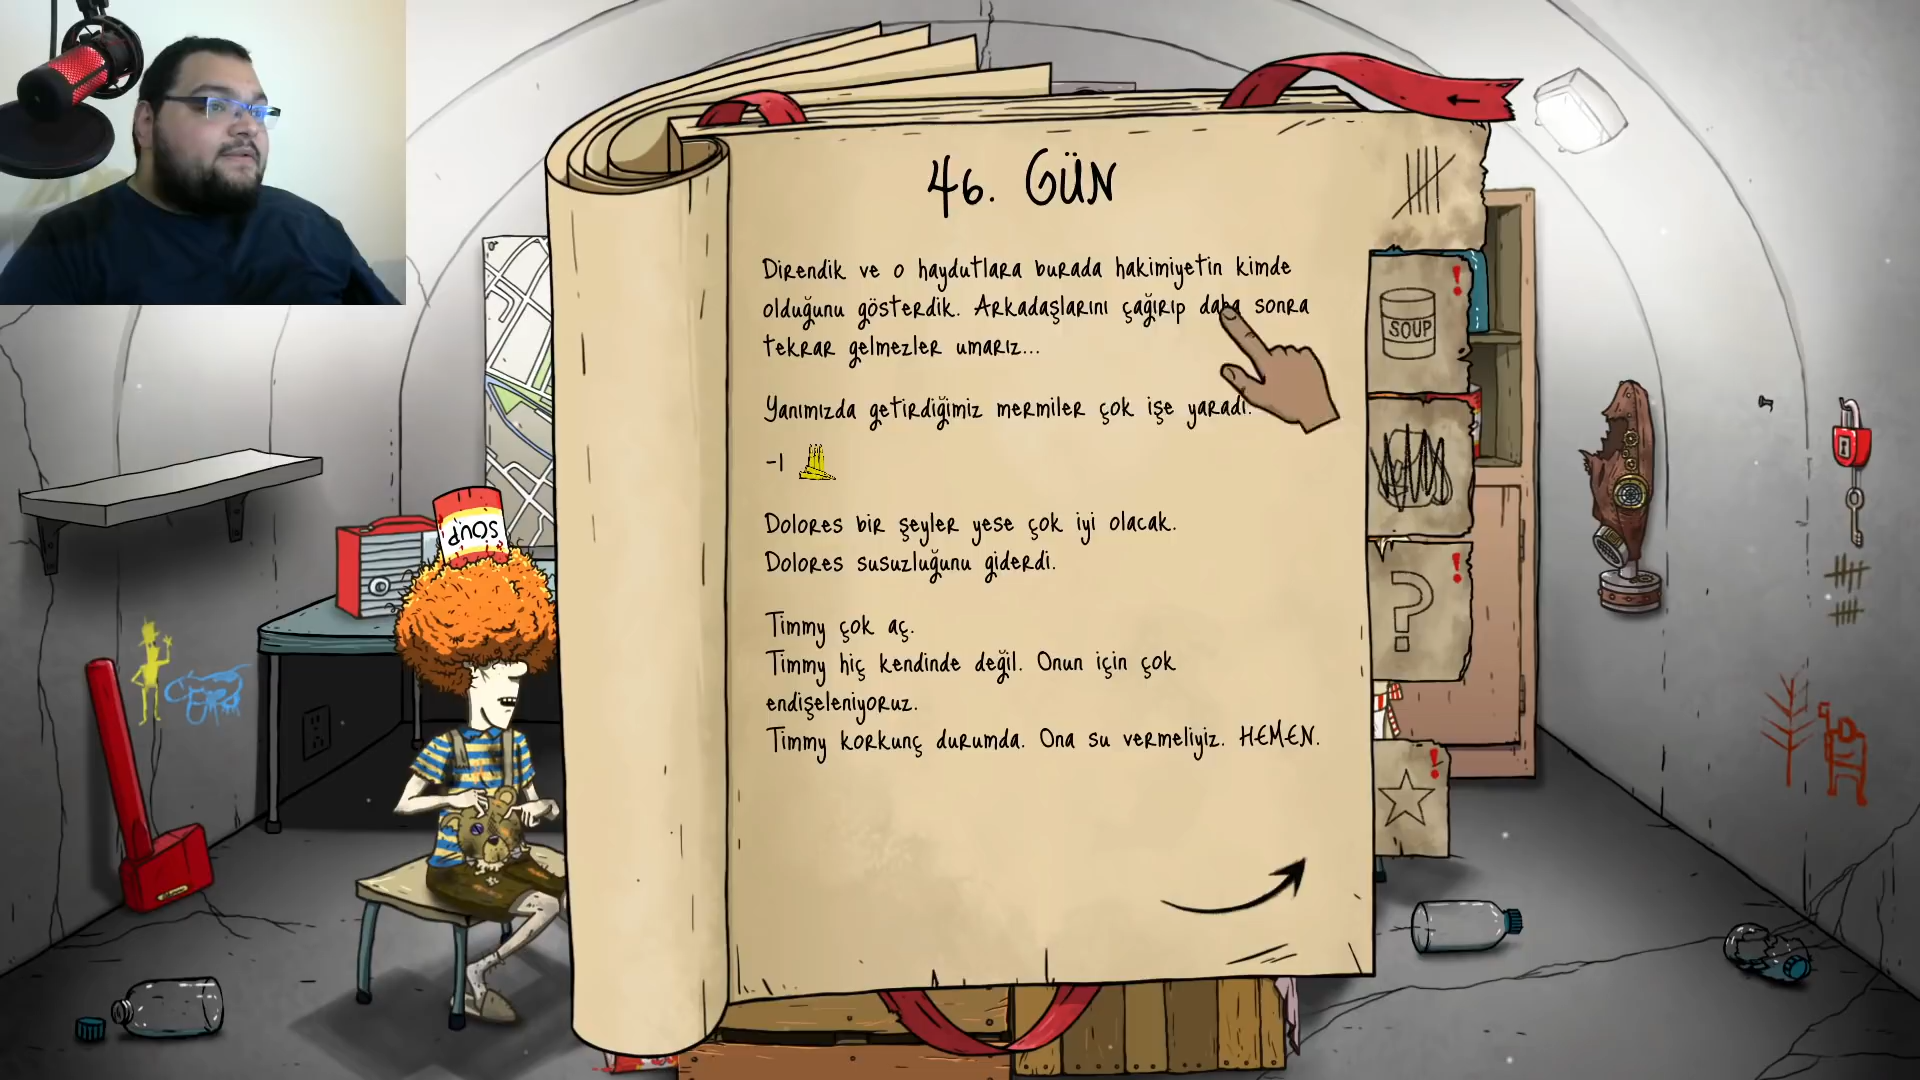 46. GÜN
Direndik ve o haydutlara burada hakimiyetin kimde
olduğunu gösterdik. Arkadaşlarını çağırıp daha sonra
tekrar gelmezler umarız...
Yanımızda getirdiğimiz mermiler çok işe yaradı.
-1
Dolores bir şeyler yese çok iyi olacak.
Dolores susuzluğunu giderdi.
Timmy çok aç.
Timmy hiç kendinde değil. Onun için çok
endişeleniyoruz.
Timmy korkunç durumda. Ona su vermeliyiz. HEMEN.
SOUP
!
?
!
!
SOUP